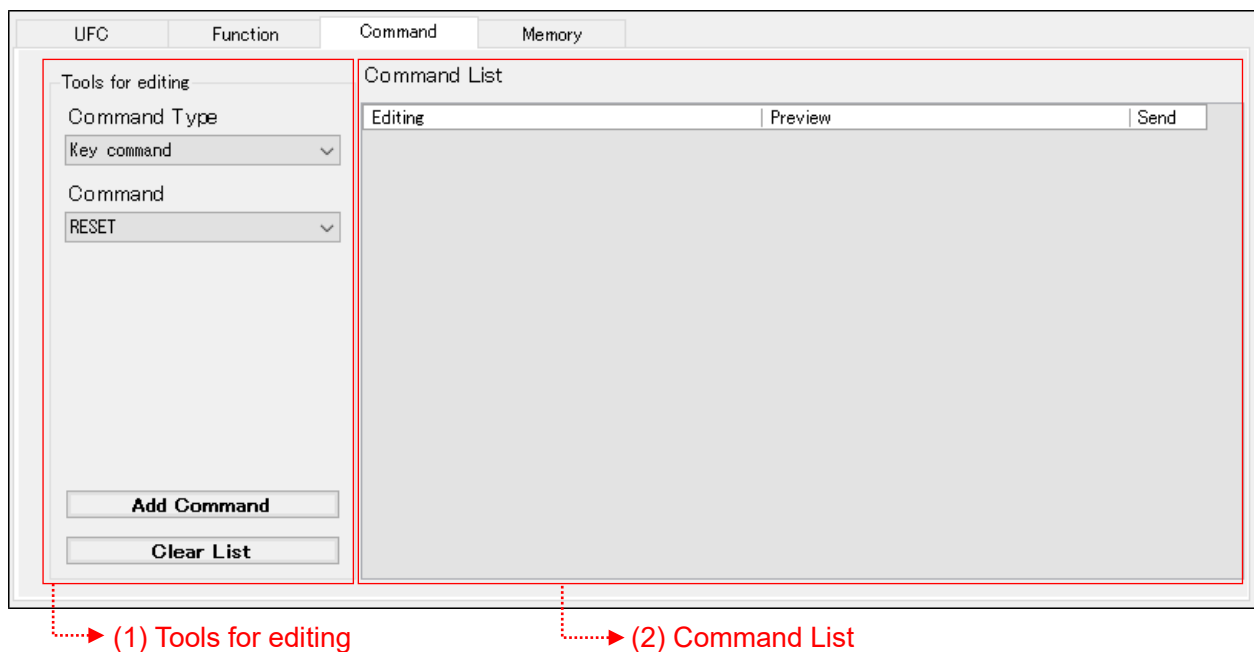 UFC Function Command Memory
Tools for editing
Command Type
Key command
Command
RESET
Add Command
Clear List
Command List
Editing Preview Send
(1) Tools for editing
(2) Command List